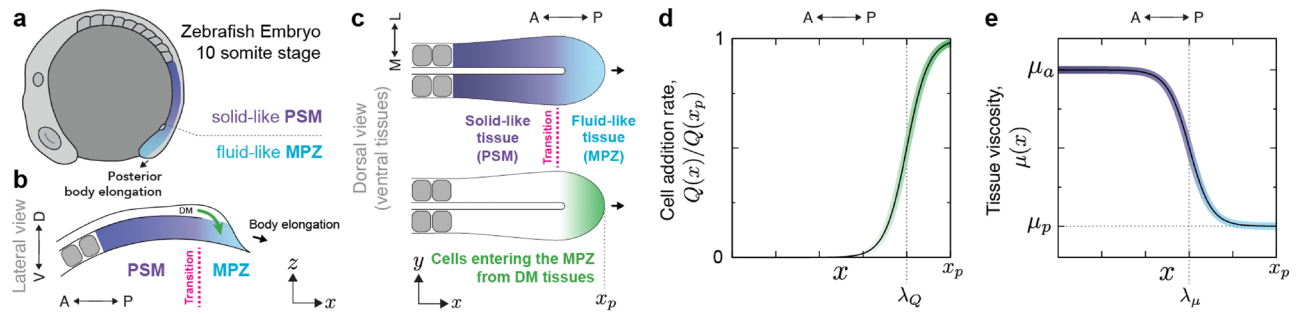 a
Zebrafish Embryo
10 somite stage
solid-like PSM
fluid-like MPZ
Posterior
body elongation
b
Lateral view
D
V
DM
Body elongation
PSM
Transition
MPZ
A
P
z
x
c
A
P
L
M
Dorsal view
(ventral tissues)
Solid-like
tissue
(PSM)
Transition
Fluid-like
tissue
(MPZ)
Cells entering the MPZ
from DM tissues
y
x
x_p
d
A
P
Cell addition rate,
Q(x)/Q(x_p)
1
0
x
x_p
λ_Q
e
A
P
Tissue viscosity,
μ(x)
μ_a
μ_p
x
x_p
λ_μ